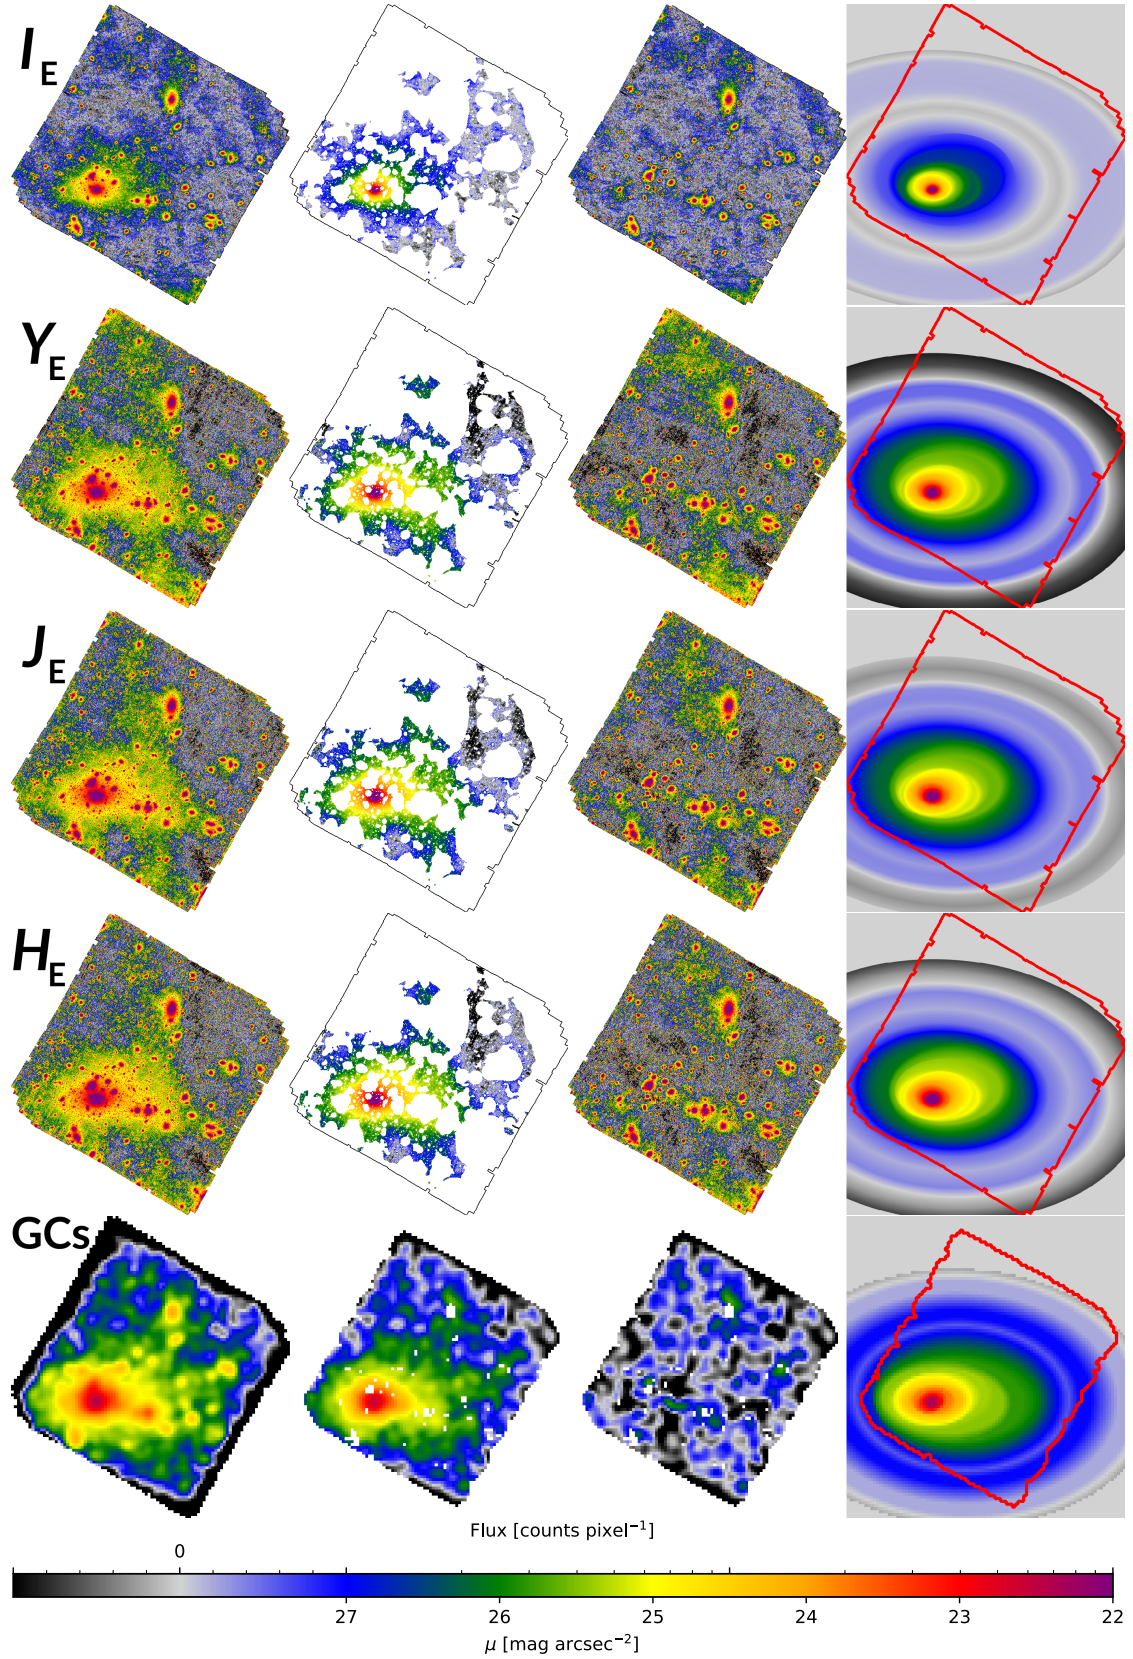 I_E
Y_E
J_E
H_E
GCs
Flux [counts pixel⁻¹]
0
27 26 25 24 23 22
μ [mag arcsec⁻²]